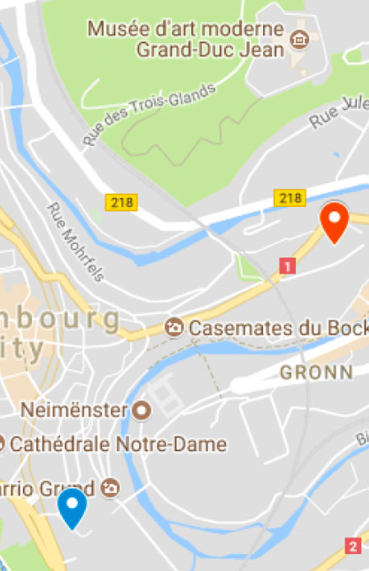 Musée d'art moderne
Grand-Duc Jean
Rue des Trois-Glands
Rue Jule
218
218
Rue Mohrfels
1
mbourg
ity
Casemates du Bock
GRONN
Neimënster
Cathédrale Notre-Dame
rrio Grund
Bi
2